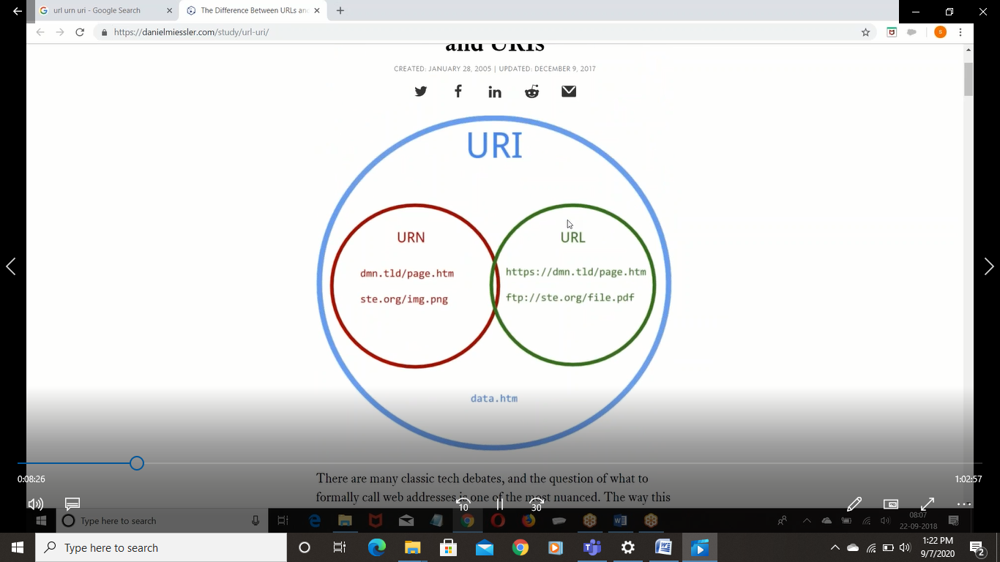 url urn uri - Google Search
The Difference Between URLs an
https://danielmiessler.com/study/url-uri/
S
and URIs
CREATED: JANUARY 28, 2005 | UPDATED: DECEMBER 9, 2017
URI
URN
URL
dmn.tld/page.htm
https://dmn.tld/page.htm
ste.org/img.png
ftp://ste.org/file.pdf
data.htm
0:08:26
1:02:57
There are many classic tech debates, and the question of what to
formally call web addresses is one of the most nuanced. The way this
10
30
Type here to search
08:07
22-09-2018
Type here to search
1:22 PM
9/7/2020
2